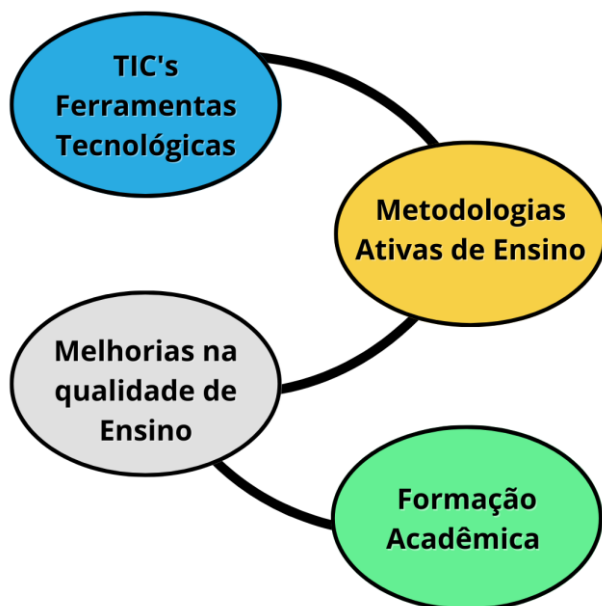 TIC's
Ferramentas
Tecnológicas
Metodologias
Ativas de Ensino
Melhorias na
qualidade de
Ensino
Formação
Acadêmica